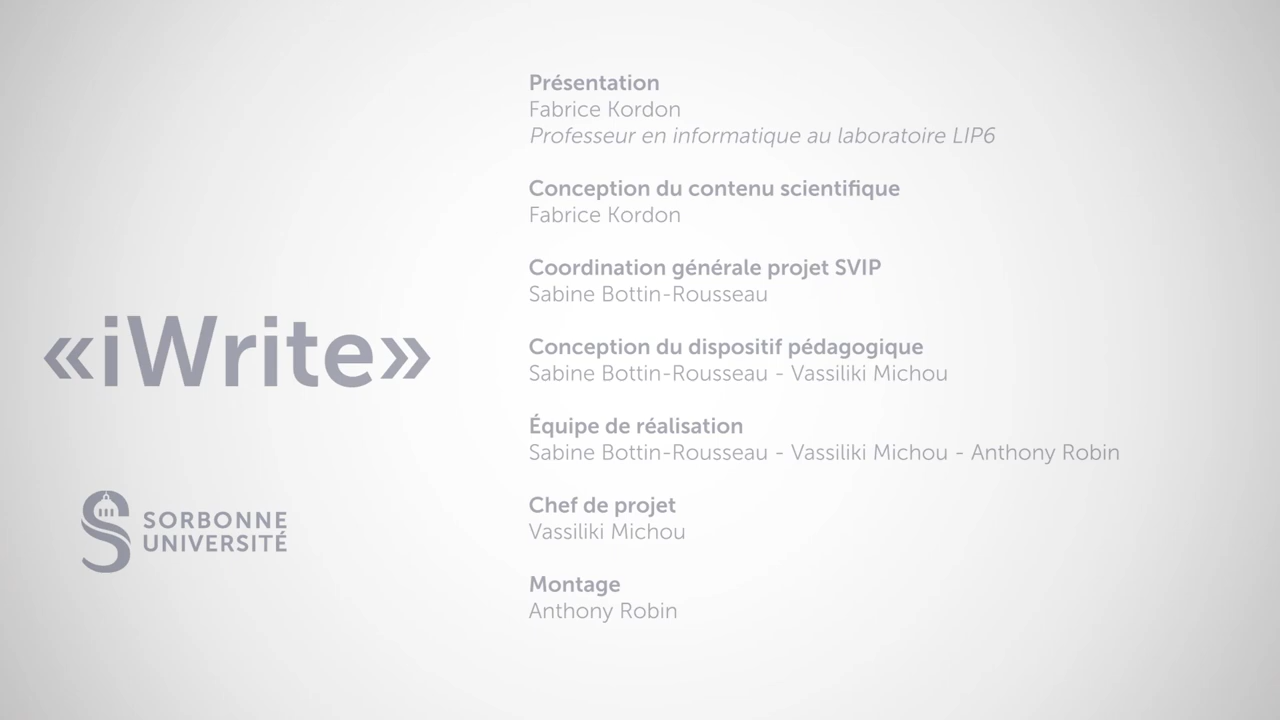 «iWrite»
SORBONNE
UNIVERSITÉ
Présentation
Fabrice Kordon
Professeur en informatique au laboratoire LIP6
Conception du contenu scientifique
Fabrice Kordon
Coordination générale projet SVIP
Sabine Bottin-Rousseau
Conception du dispositif pédagogique
Sabine Bottin-Rousseau - Vassiliki Michou
Équipe de réalisation
Sabine Bottin-Rousseau - Vassiliki Michou - Anthony Robin
Chef de projet
Vassiliki Michou
Montage
Anthony Robin